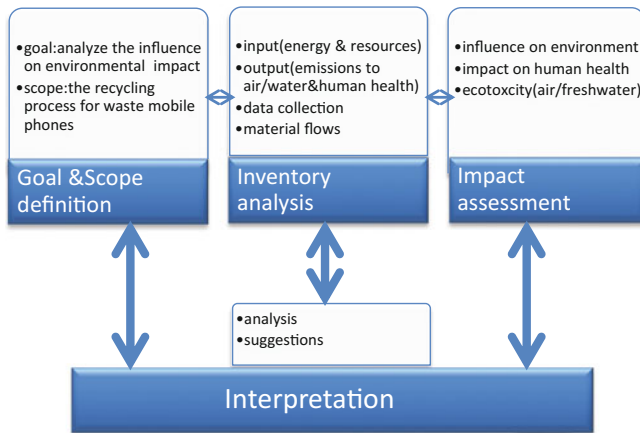 •goal:analyze the influence
on environmental impact
•scope:the recycling
process for waste mobile
phones
Goal &Scope
definition
•input(energy & resources)
•output(emissions to
air/water&human health)
•data collection
•material flows
Inventory
analysis
•influence on environment
•impact on human health
•ecotoxcity(air/freshwater)
Impact
assessment
•analysis
•suggestions
Interpretation